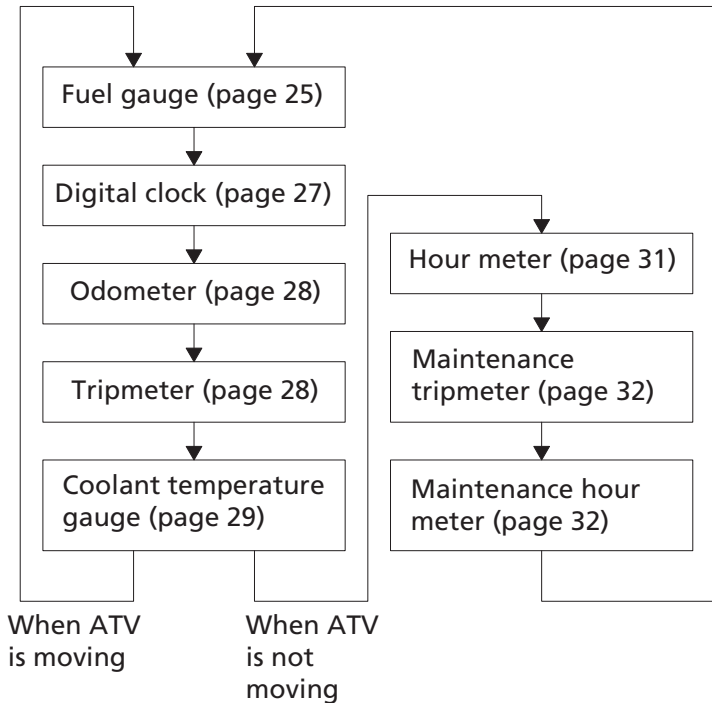 Fuel gauge (page 25)
Digital clock (page 27)
Odometer (page 28)
Tripmeter (page 28)
Coolant temperature
gauge (page 29)
When ATV
is moving
When ATV
is not
moving
Hour meter (page 31)
Maintenance
tripmeter (page 32)
Maintenance hour
meter (page 32)